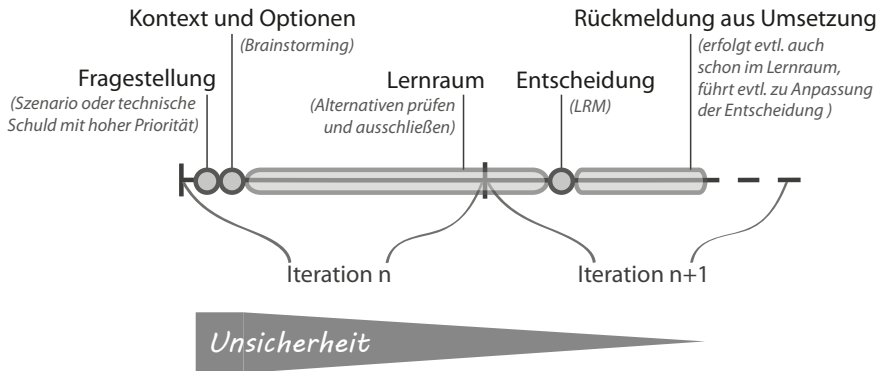 Kontext und Optionen
(Brainstorming)
Rückmeldung aus Umsetzung
(erfolgt evtl. auch
schon im Lernraum,
führt evtl. zu Anpassung
der Entscheidung )
Fragestellung
(Szenario oder technische
Schuld mit hoher Priorität)
Lernraum
(Alternativen prüfen
und ausschließen)
Entscheidung
(LRM)
Iteration n
Iteration n+1
Unsicherheit